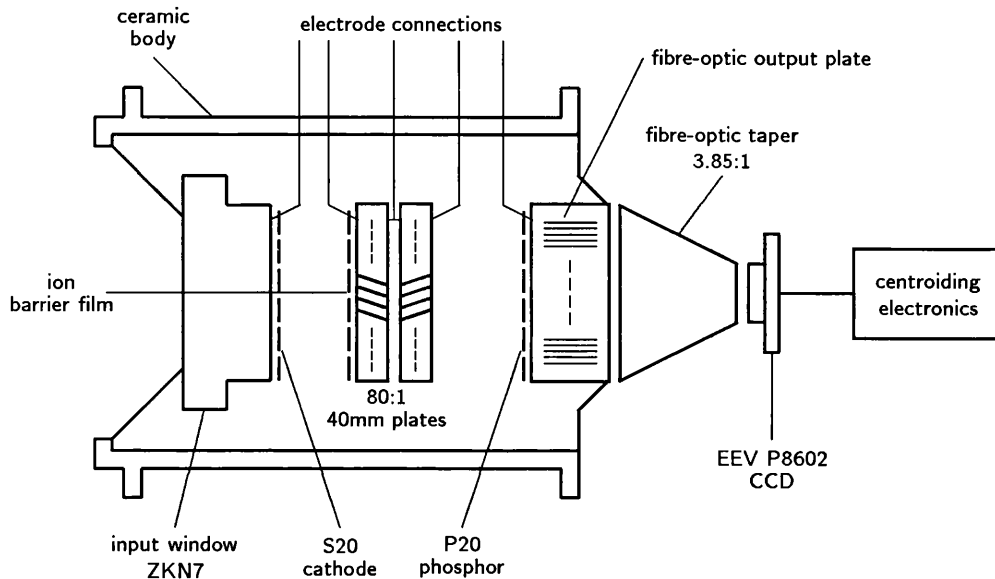 ceramic
body
electrode connections
fibre-optic output plate
fibre-optic taper
3.85:1
ion
barrier film
centroiding
electronics
80:1
40mm plates
EEV P8602
CCD
input window
ZKN7
S20
cathode
P20
phosphor